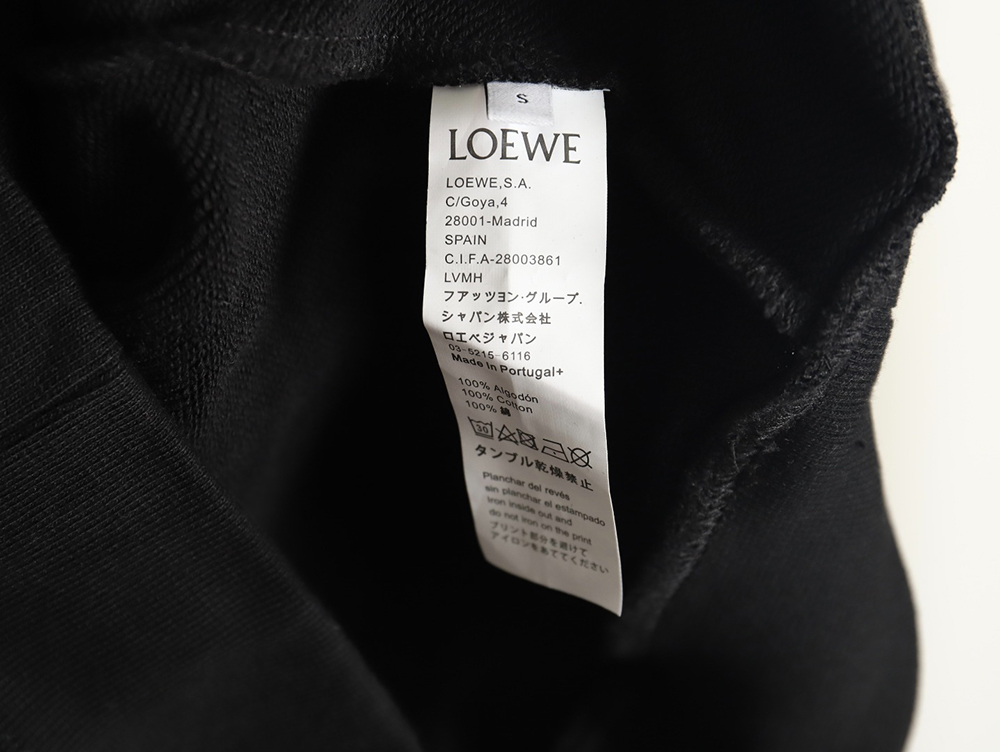 S
LOEWE
LOEWE,S.A.
C/Goya,4
28001-Madrid
SPAIN
C.I.F.A-28003861
LVMH
フアッツヨン・グループ.
シャパン株式会社
ロエベジャパン
03-5215-6116
Made In Portugal+
100% Algodón
100% Cotton
100% 綿
30
タンブル乾燥禁止
Planchar del revés
sin planchar el estampado
Iron inside out and
do not iron on the print
プリント部分を避けて
アイロンをあててください